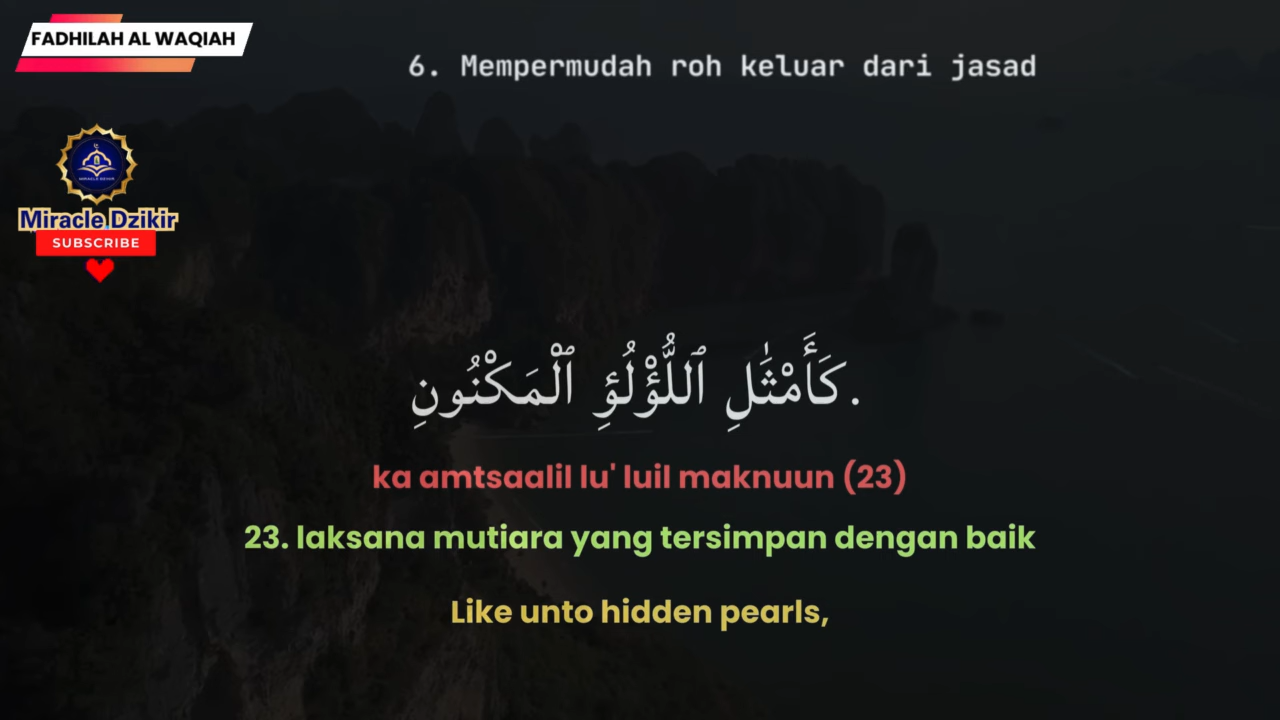 FADHILAH AL WAQIAH
6. Mempermudah roh keluar dari jasad
Miracle Dzikir
SUBSCRIBE
كَأَمْثَٰلِ ٱللُّؤْلُؤِ ٱلْمَكْنُونِ.
ka amtsaalil lu' luil maknuun (23)
23. laksana mutiara yang tersimpan dengan baik
Like unto hidden pearls,